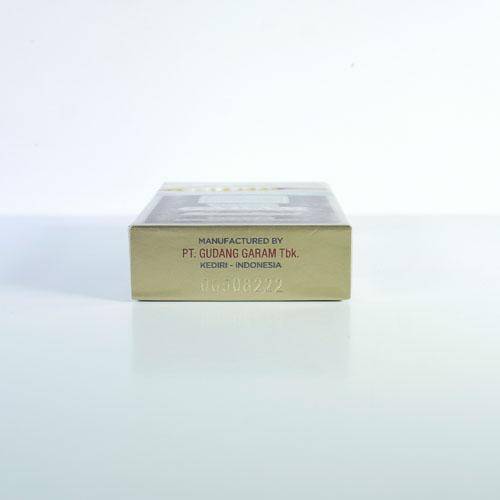 MANUFACTURED BY
PT. GUDANG GARAM Tbk.
KEDIRI - INDONESIA
00508222